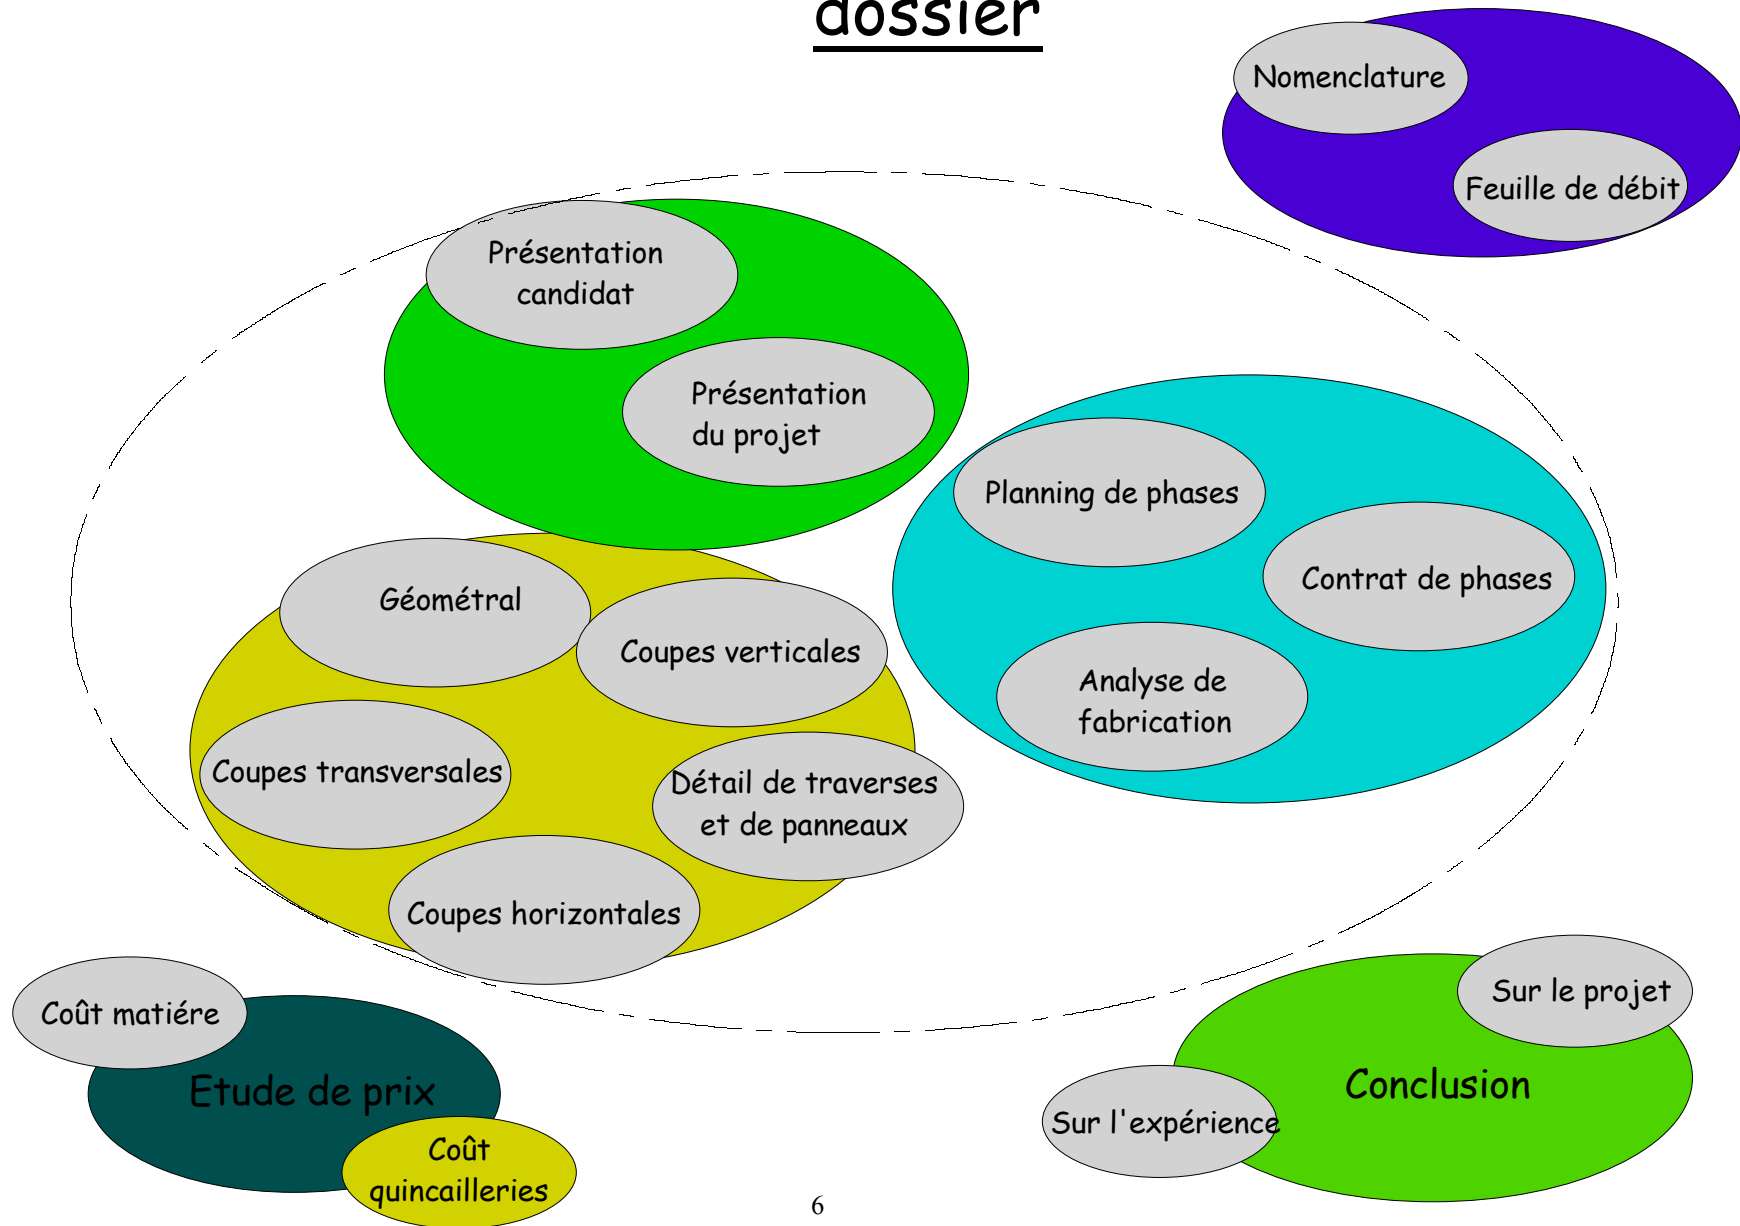 dossier
Nomenclature
Feuille de débit
Présentation
candidat
Présentation
du projet
Planning de phases
Contrat de phases
Analyse de
fabrication
Géométral
Coupes verticales
Coupes transversales
Détail de traverses
et de panneaux
Coupes horizontales
Coût matiére
Etude de prix
Coût
quincailleries
Sur le projet
Conclusion
Sur l'expérience
6